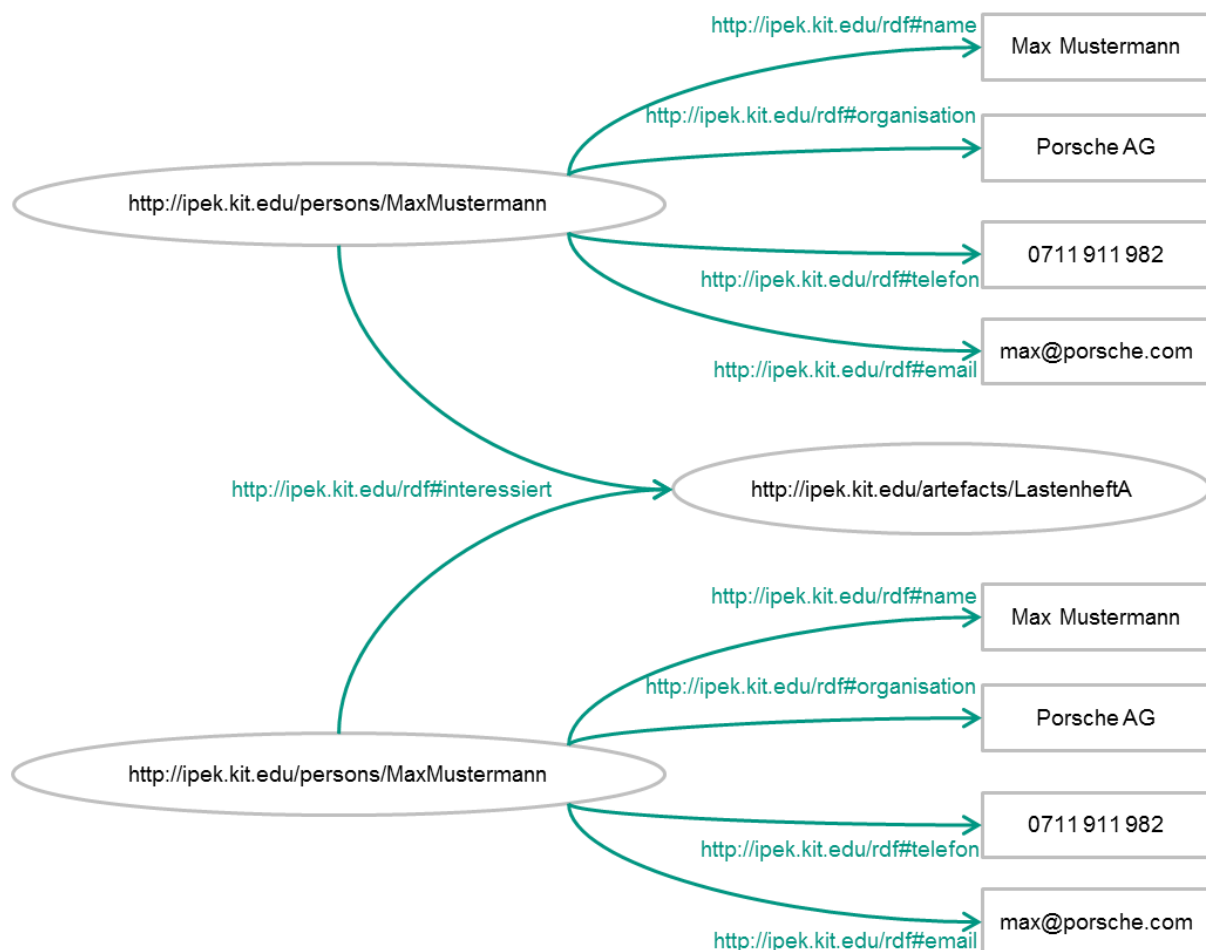 http://ipek.kit.edu/rdf#name
Max Mustermann
http://ipek.kit.edu/rdf#organisation
Porsche AG
http://ipek.kit.edu/persons/MaxMustermann
0711 911 982
http://ipek.kit.edu/rdf#telefon
max@porsche.com
http://ipek.kit.edu/rdf#email
http://ipek.kit.edu/rdf#interessiert
http://ipek.kit.edu/artefacts/LastenheftA
http://ipek.kit.edu/rdf#name
Max Mustermann
http://ipek.kit.edu/rdf#organisation
Porsche AG
http://ipek.kit.edu/persons/MaxMustermann
0711 911 982
http://ipek.kit.edu/rdf#telefon
max@porsche.com
http://ipek.kit.edu/rdf#email